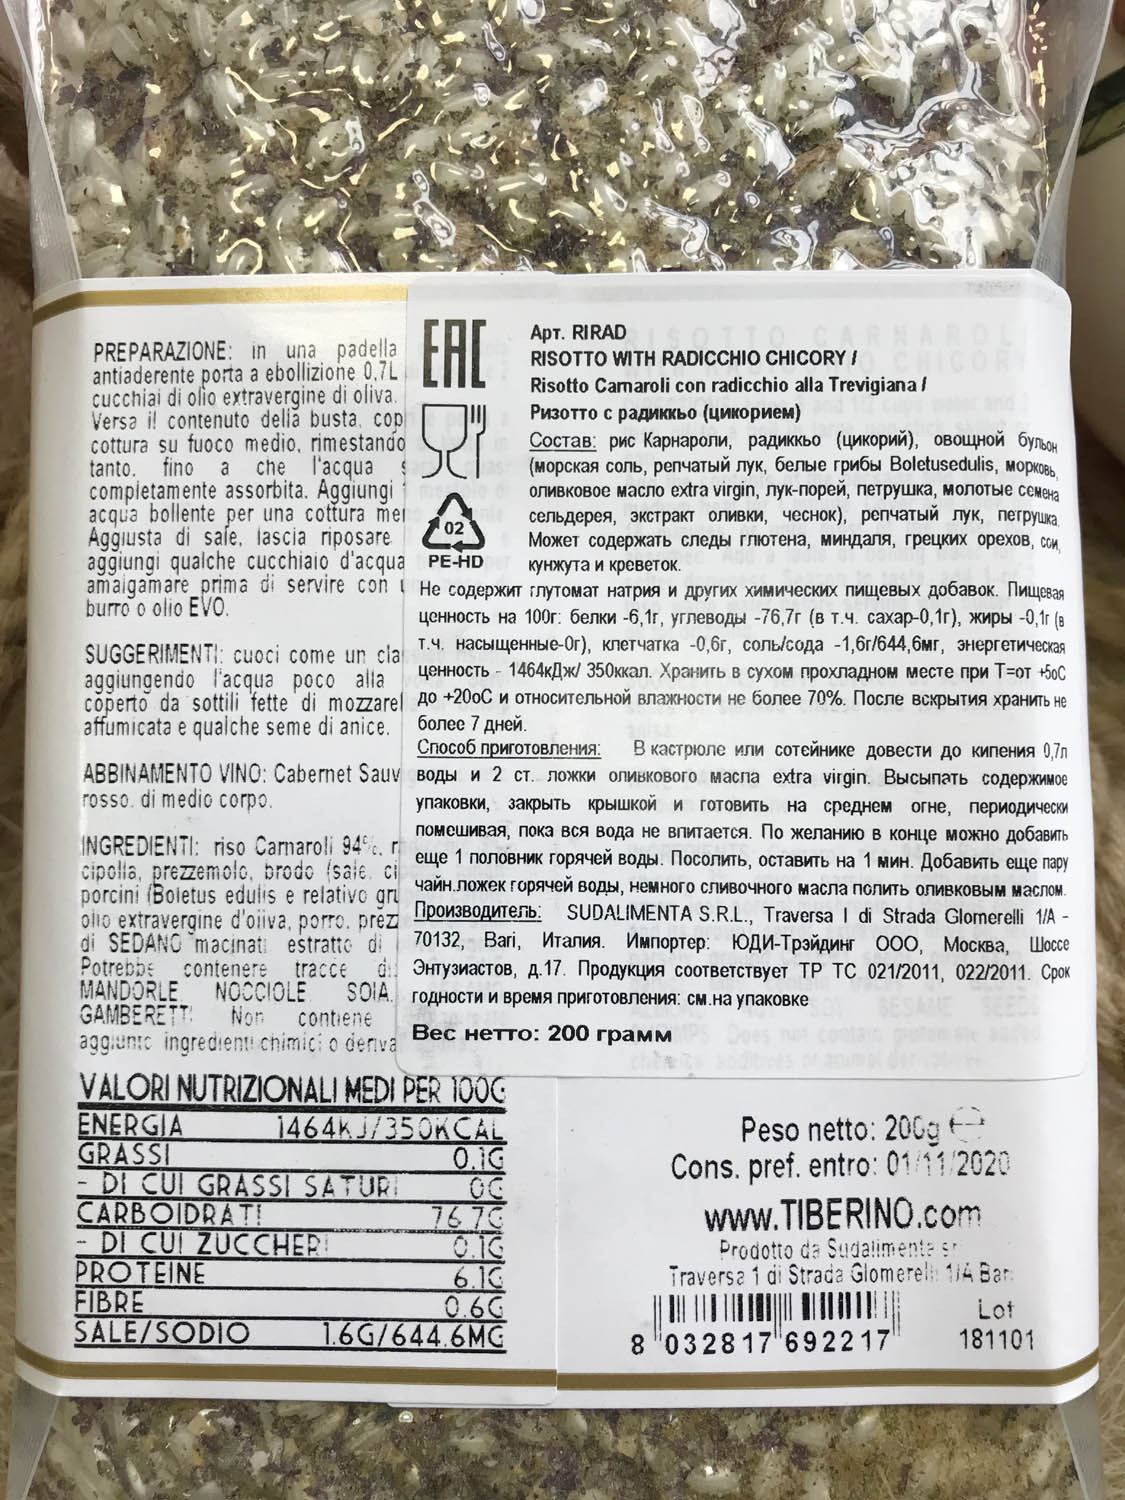 PREPARAZIONE: in una padella
antiaderente porta a ebollizione 0,7L
cucchiai di olio extravergine di oliva.
Versa il contenuto della busta, cop
cottura su fuoco medio, rimestando
tanto, fino a che l'acqua
completamente assorbita. Aggiungi
acqua bollente per una cottura
Aggiusta di sale, lascia riposare
aggiungi qualche cucchiaio d'acqua
amalgamare prima di servire con
burro o olio EVO.
SUGGERIMENTI: cuoci come un
aggiungendo l'acqua poco alla
coperto da sottili fette di mozzarel
affumicata e qualche seme di anice.
ABBINAMENTO VINO: Cabernet Sauv
rosso di medio corpo.
INGREDIENTI: riso Carnaroli 94%,
cipolla, prezzemolo, brodo (sale,
porcini (Boletus edulis e relativo
olio extravergine d'oliva, porro, prez
di SEDANO macinati, estratto di
Potrebbe contenere tracce di
MANDORLE NOCCIOLE SOIA.
GAMBERETTI Non contiene
aggiunto ingredienti chimici o deriva
VALORI NUTRIZIONALI MEDI PER 100G
ENERGIA 1464KJ/350KCAL
GRASSI 0.1G
- DI CUI GRASSI SATURI 0G
CARBOIDRATI 76.7G
- DI CUI ZUCCHERI 0.1G
PROTEINE 6.1G
FIBRE 0.6G
SALE/SODIO 1.6G/644.6MG
EAC
02
PE-HD
Арт. RIRAD
RISOTTO WITH RADICCHIO CHICORY /
Risotto Carnaroli con radicchio alla Trevigiana /
Ризотто с радиккьо (цикорием)
Состав: рис Карнароли, радиккьо (цикорий), овощной бульон
(морская соль, репчатый лук, белые грибы Boletusedulis, морковь,
оливковое масло extra virgin, лук-порей, петрушка, молотые семена
сельдерея, экстракт оливки, чеснок), репчатый лук, петрушка.
Может содержать следы глютена, миндаля, грецких орехов, сои,
кунжута и креветок.
Не содержит глутомат натрия и других химических пищевых добавок. Пищевая
ценность на 100г: белки -6,1г, углеводы -76,7г (в т.ч. сахар-0,1г), жиры -0,1г (в
т.ч. насыщенные-0г), клетчатка -0,6г, соль/сода -1,6г/644,6мг, энергетическая
ценность - 1464кДж/ 350ккал. Хранить в сухом прохладном месте при Т=от +5оС
до +20оС и относительной влажности не более 70%. После вскрытия хранить не
более 7 дней.
Способ приготовления: В кастрюле или сотейнике довести до кипения 0,7л
воды и 2 ст. ложки оливкового масла extra virgin. Высыпать содержимое
упаковки, закрыть крышкой и готовить на среднем огне, периодически
помешивая, пока вся вода не впитается. По желанию в конце можно добавить
еще 1 половник горячей воды. Посолить, оставить на 1 мин. Добавить еще пару
чайн.ложек горячей воды, немного сливочного масла полить оливковым маслом.
Производитель: SUDALIMENTA S.R.L., Traversa I di Strada Glomerelli 1/A -
70132, Bari, Италия. Импортер: ЮДИ-Трэйдинг ООО, Москва, Шоссе
Энтузиастов, д.17. Продукция соответствует ТР ТС 021/2011, 022/2011. Срок
годности и время приготовления: см.на упаковке
Вес нетто: 200 грамм
Peso netto: 200g e
Cons. pref. entro: 01/11/2020
www.TIBERINO.com
Prodotto da Sudalimenta srl
Traversa 1 di Strada Glomerelli 1/A Bari
8 032817 692217
Lot
181101